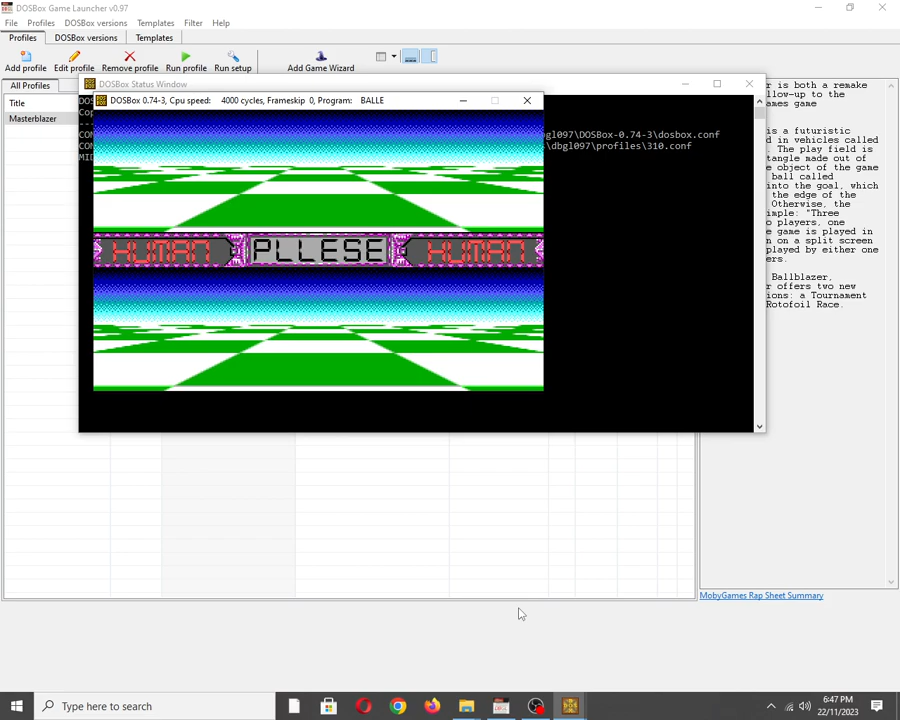 DOSBox Game Launcher v0.97
File Profiles DOSBox versions Templates Filter Help
Profiles DOSBox versions Templates
Add profile Edit profile Remove profile Run profile Run setup Add Game Wizard
All Profiles
Title
Masterblazer
DOSBox Status Window
DOSBox 0.74-3, Cpu speed: 4000 cycles, Frameskip 0, Program: BALLE
gl097\DOSBox-0.74-3\dosbox.conf
\dbgl097\profiles\310.conf
HUMAN PLLESE HUMAN
r is both a remake
llow-up to the
ames game
is a futuristic
d in vehicles called
The play field is
tangle made out of
e object of the game
ball called
into the goal, which
the edge of the
Otherwise, the
imple: "Three
o players, one
e game is played in
n on a split screen
played by either one
ers.
Ballblazer,
r offers two new
ions: a Tournament
Rotofoil Race.
MobyGames Rap Sheet Summary
Type here to search
6:47 PM
22/11/2023